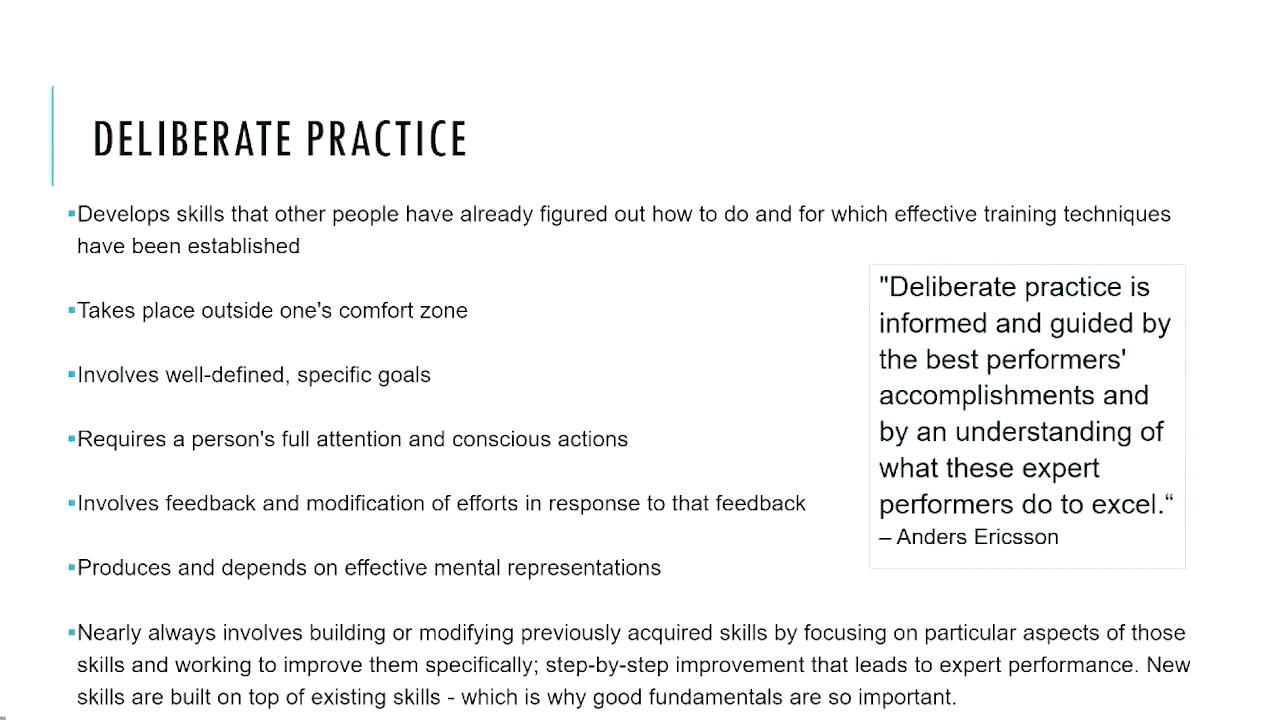 DELIBERATE PRACTICE
▪Develops skills that other people have already figured out how to do and for which effective training techniques
have been established
▪Takes place outside one's comfort zone
▪Involves well-defined, specific goals
▪Requires a person's full attention and conscious actions
▪Involves feedback and modification of efforts in response to that feedback
▪Produces and depends on effective mental representations
▪Nearly always involves building or modifying previously acquired skills by focusing on particular aspects of those
skills and working to improve them specifically; step-by-step improvement that leads to expert performance. New
skills are built on top of existing skills - which is why good fundamentals are so important.
"Deliberate practice is
informed and guided by
the best performers'
accomplishments and
by an understanding of
what these expert
performers do to excel.“
– Anders Ericsson